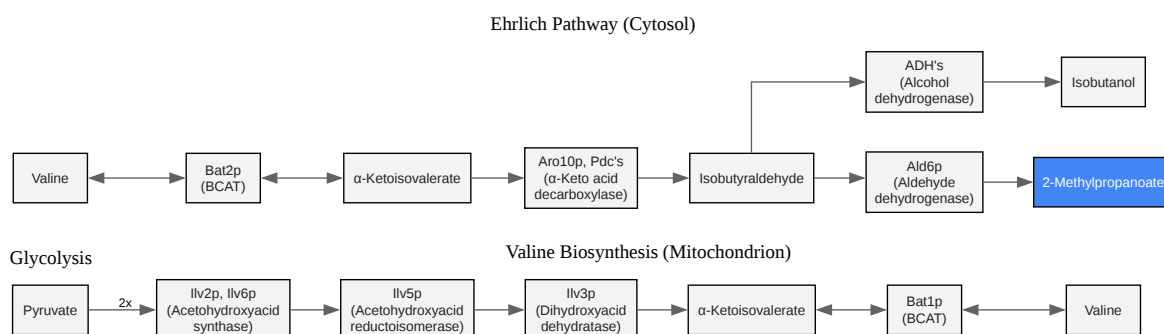 Ehrlich Pathway (Cytosol)
ADH's
(Alcohol
dehydrogenase)
Isobutanol
Valine
Bat2p
(BCAT)
α-Ketoisovalerate
Aro10p, Pdc's
(α-Keto acid
decarboxylase)
Isobutyraldehyde
Ald6p
(Aldehyde
dehydrogenase)
2-Methylpropanoate
Glycolysis
Valine Biosynthesis (Mitochondrion)
Pyruvate
2x
Ilv2p, Ilv6p
(Acetohydroxyacid
synthase)
Ilv5p
(Acetohydroxyacid
reductoisomerase)
Ilv3p
(Dihydroxyacid
dehydratase)
α-Ketoisovalerate
Bat1p
(BCAT)
Valine